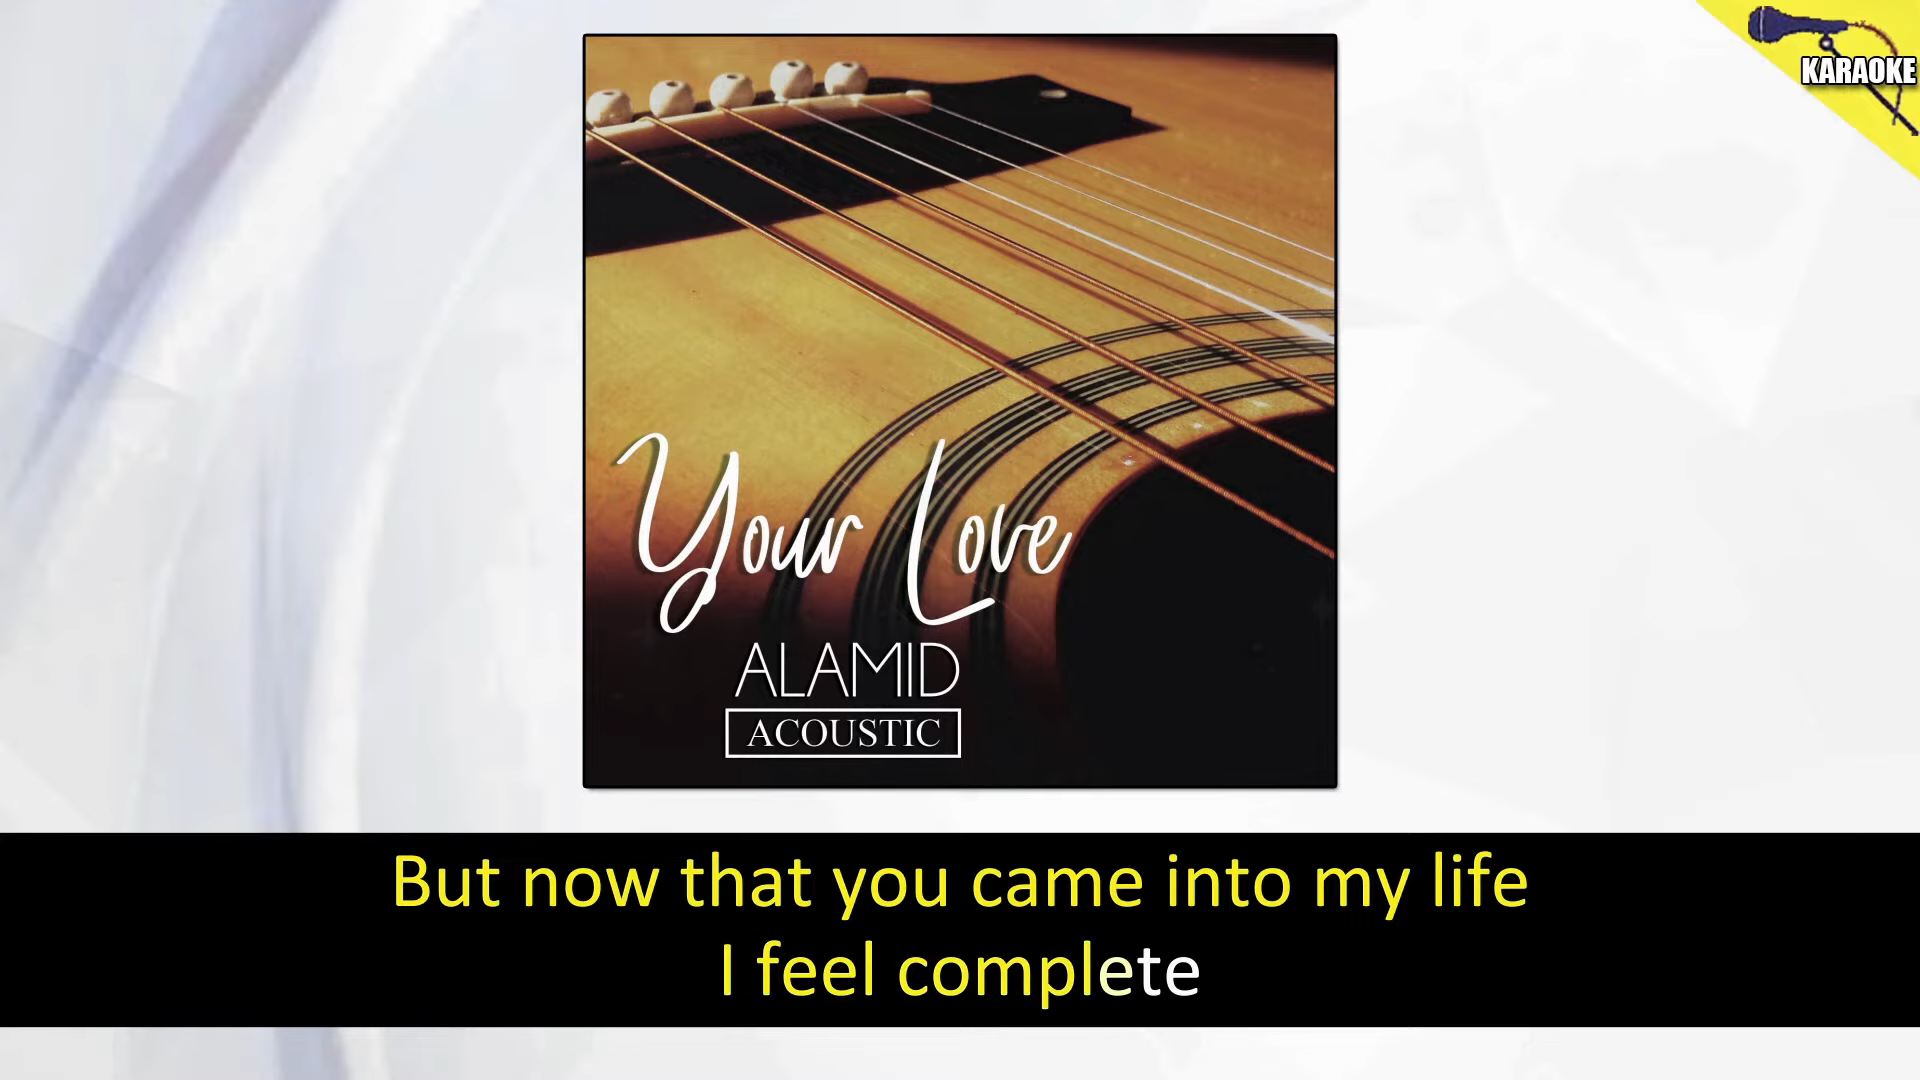 KARAOKE
Your Love
ALAMID
ACOUSTIC
But now that you came into my life
I feel complete